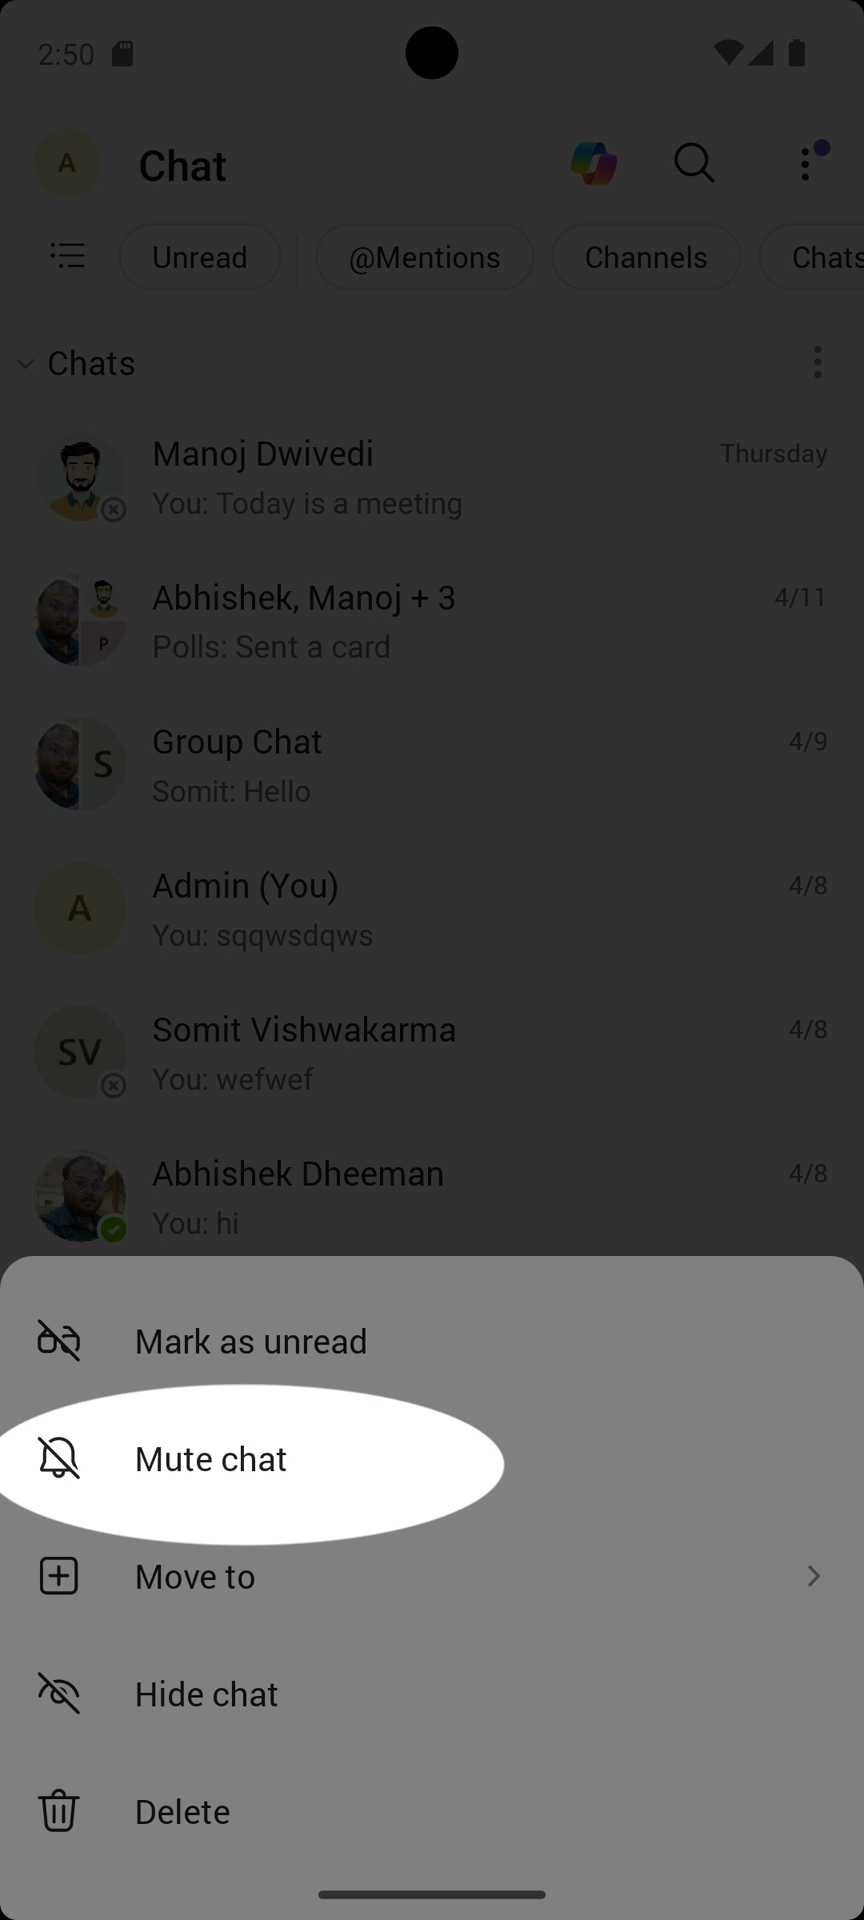 2:50
A
Chat
Unread
@Mentions
Channels
Chats
Chats
Manoj Dwivedi
Thursday
You: Today is a meeting
Abhishek, Manoj + 3
4/11
P
Polls: Sent a card
Group Chat
4/9
S
Somit: Hello
Admin (You)
4/8
A
You: sqqwsdqws
Somit Vishwakarma
4/8
SV
You: wefwef
Abhishek Dheeman
4/8
You: hi
Mark as unread
Mute chat
Move to
Hide chat
Delete